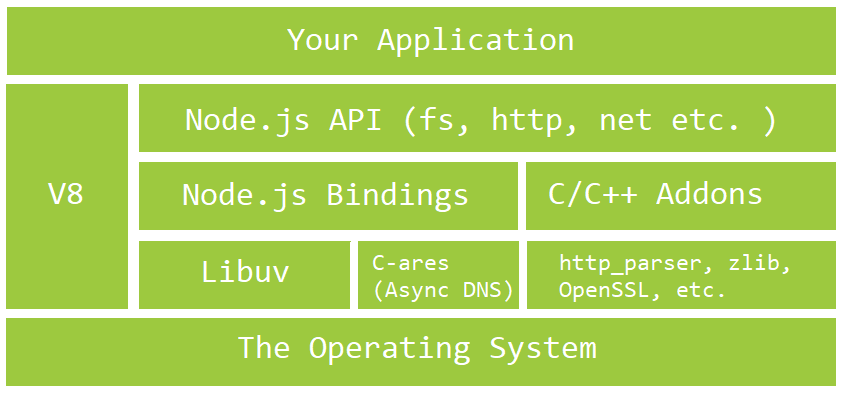 Your Application
Node.js API (fs, http, net etc. )
V8
Node.js Bindings
C/C++ Addons
Libuv
C-ares
(Async DNS)
http_parser, zlib,
OpenSSL, etc.
The Operating System